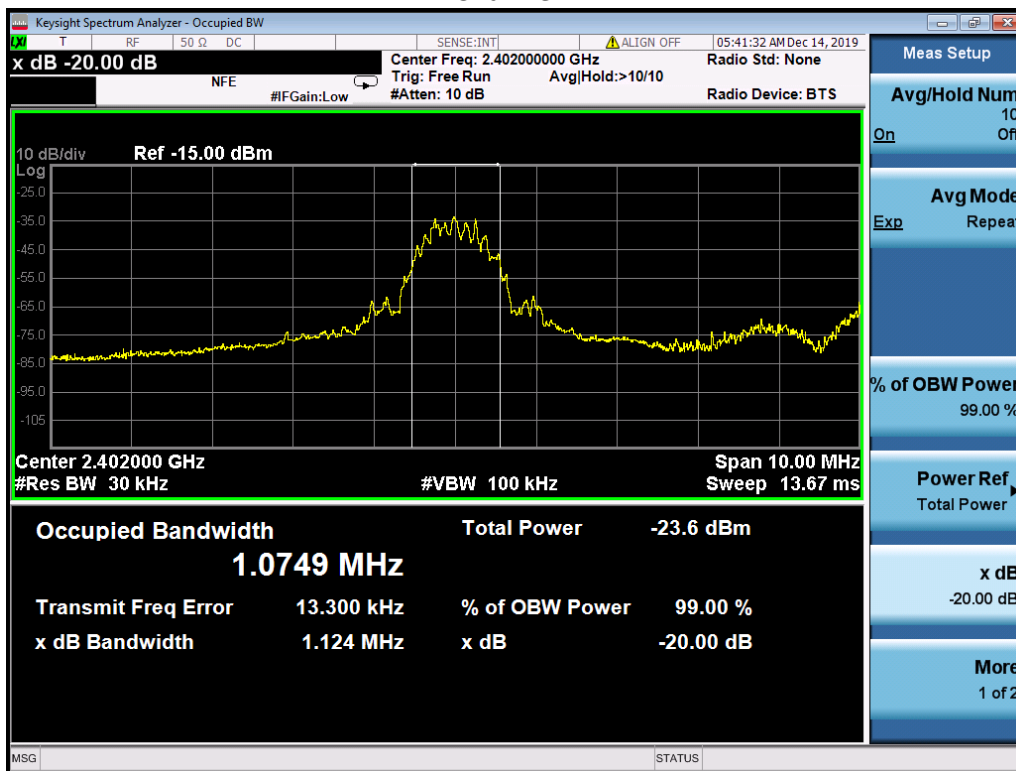 Keysight Spectrum Analyzer - Occupied BW
LXI T RF 50 Ω DC SENSE:INT ALIGN OFF 05:41:32 AM Dec 14, 2019
x dB -20.00 dB
Center Freq: 2.402000000 GHz Radio Std: None
NFE Trig: Free Run Avg|Hold:>10/10
#IFGain:Low #Atten: 10 dB Radio Device: BTS
10 dB/div Ref -15.00 dBm
Log
-25.0
-35.0
-45.0
-55.0
-65.0
-75.0
-85.0
-95.0
-105
Center 2.402000 GHz Span 10.00 MHz
#Res BW 30 kHz #VBW 100 kHz Sweep 13.67 ms
Occupied Bandwidth Total Power -23.6 dBm
1.0749 MHz
Transmit Freq Error 13.300 kHz % of OBW Power 99.00 %
x dB Bandwidth 1.124 MHz x dB -20.00 dB
Meas Setup
Avg/Hold Num
10
On Off
Avg Mode
Exp Repeat
% of OBW Power
99.00 %
Power Ref
Total Power
x dB
-20.00 dB
More
1 of 2
MSG STATUS